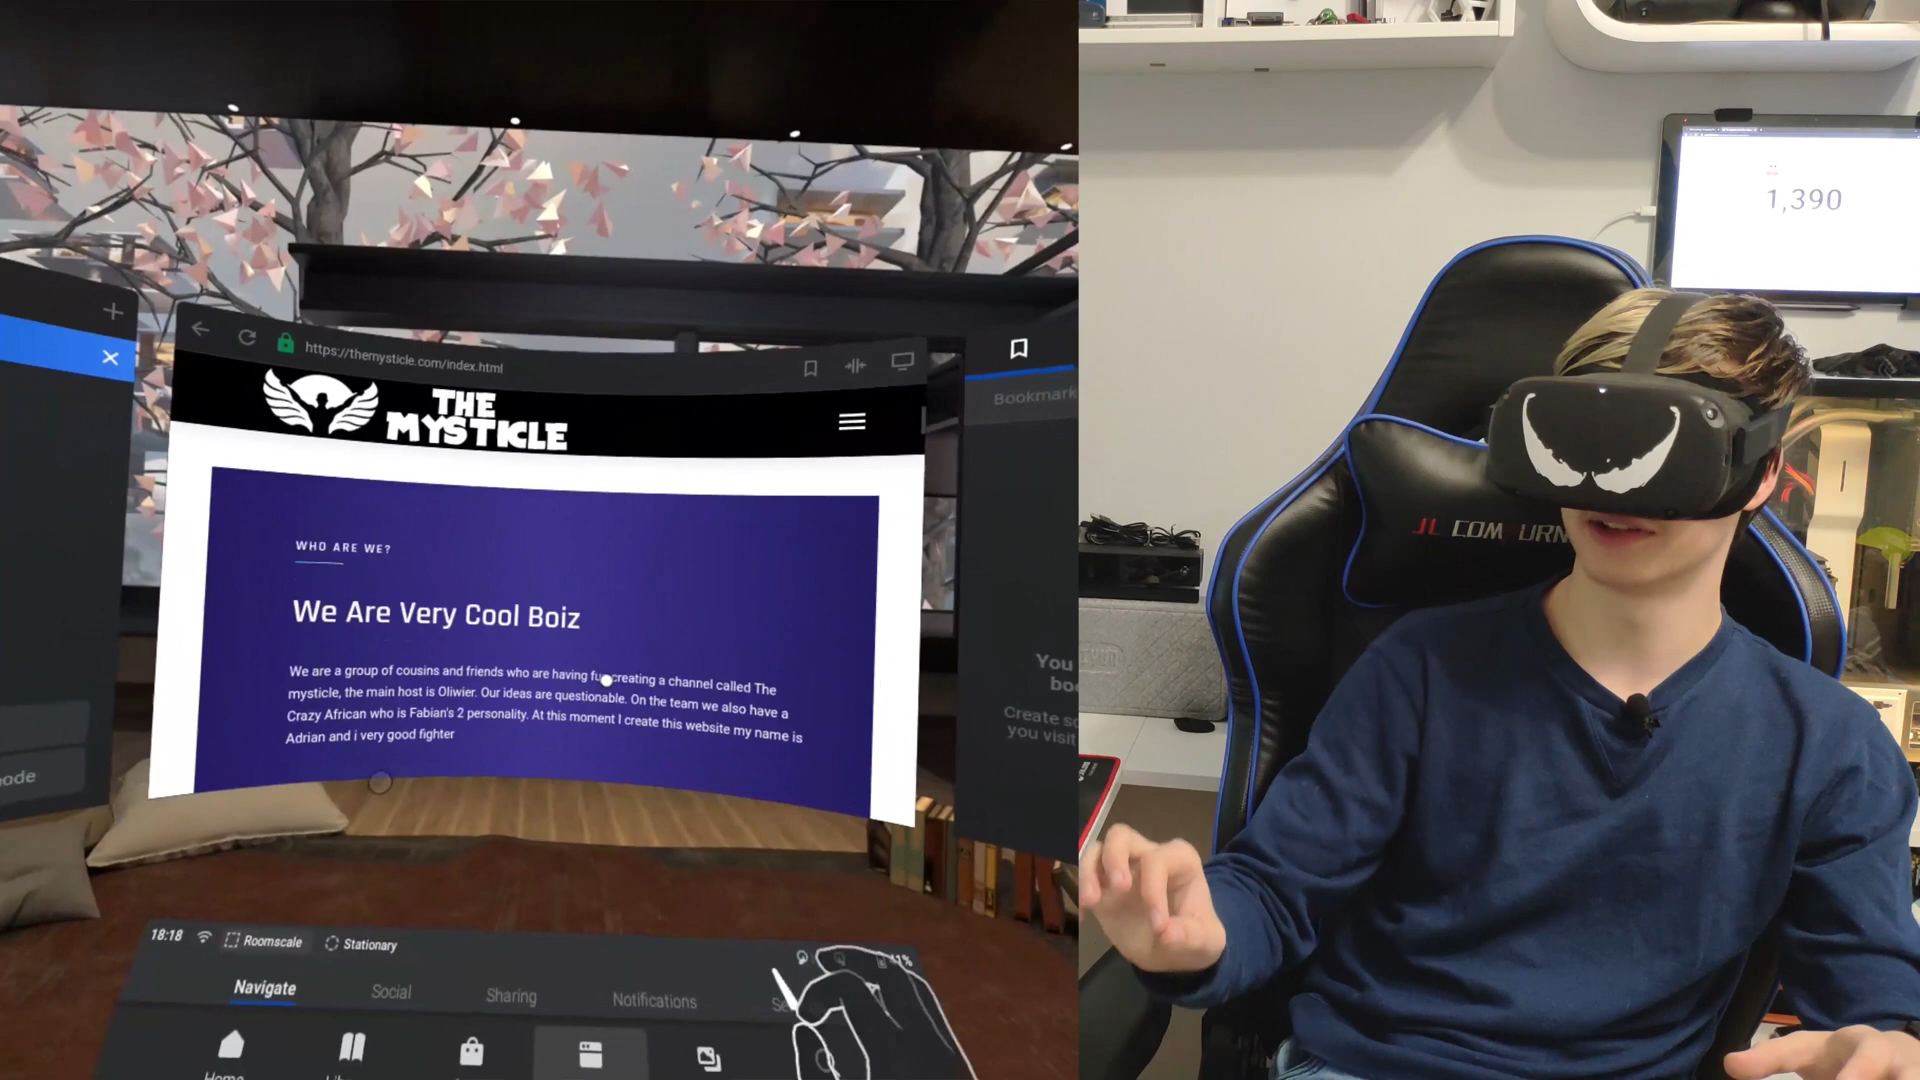 https://themysticle.com/index.html
THE
MYSTICLE
WHO ARE WE?
We Are Very Cool Boiz
We are a group of cousins and friends who are having creating a channel called The
mysticle, the main host is Oliwier. Our ideas are questionable. On the team we also have a
Crazy African who is Fabian's 2 personality. At this moment I create this website my name is
Adrian and i very good fighter
Bookmark
You
Create
you visit
18:18
Roomscale
Stationary
Navigate
Social
Sharing
Notifications
Home
1,390